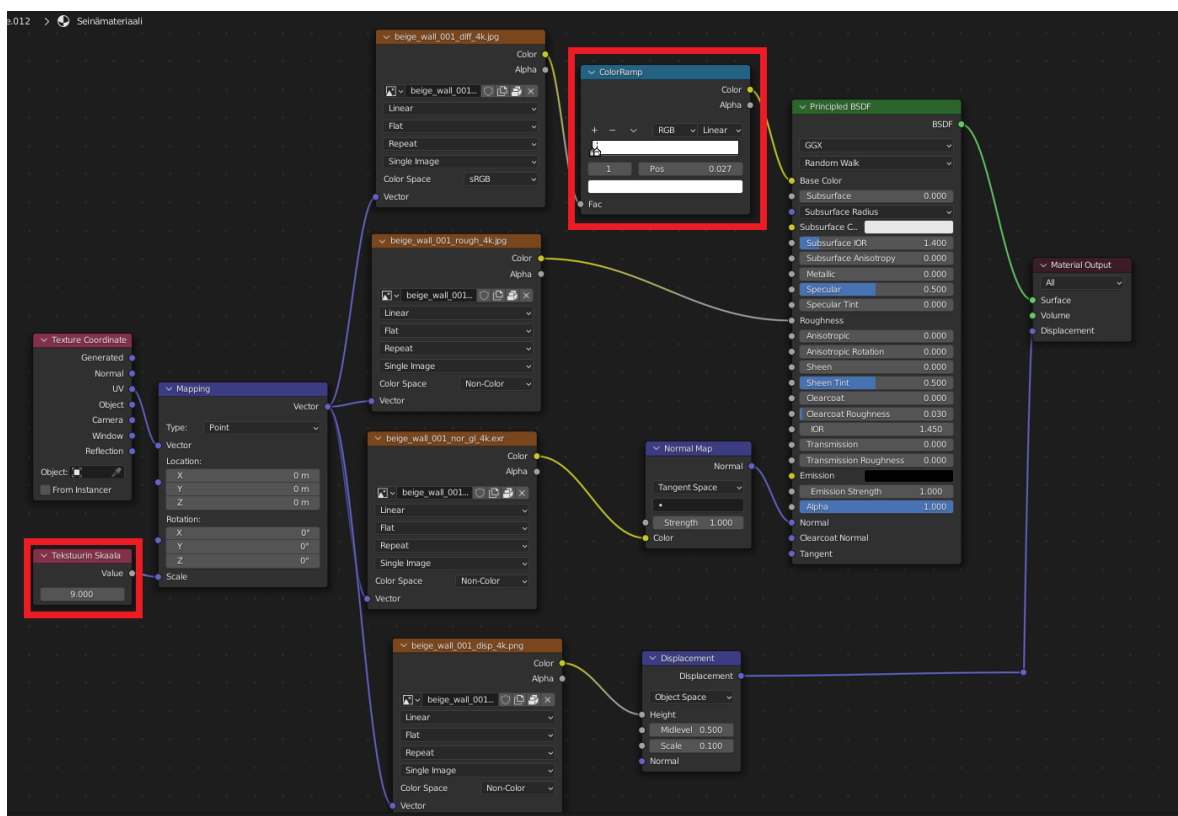 e.012 > Seinämateriaali
beige_wall_001_diff_4k.jpg
Color
Alpha
beige_wall_001...
Linear
Flat
Repeat
Single Image
Color Space sRGB
Vector
ColorRamp
Color
Alpha
+ − RGB Linear
1 Pos 0.027
Fac
beige_wall_001_rough_4k.jpg
Color
Alpha
beige_wall_001...
Linear
Flat
Repeat
Single Image
Color Space Non-Color
Vector
Texture Coordinate
Generated
Normal
UV
Object
Camera
Window
Reflection
Object:
From Instancer
Tekstuurin Skaala
Value
9.000
Mapping
Vector
Type: Point
Vector
Location:
X 0 m
Y 0 m
Z 0 m
Rotation:
X 0°
Y 0°
Z 0°
Scale
beige_wall_001_nor_gl_4k.exr
Color
Alpha
beige_wall_001...
Linear
Flat
Repeat
Single Image
Color Space Non-Color
Vector
Normal Map
Normal
Tangent Space
Strength 1.000
Color
beige_wall_001_disp_4k.png
Color
Alpha
beige_wall_001...
Linear
Flat
Repeat
Single Image
Color Space Non-Color
Vector
Displacement
Displacement
Object Space
Height
Midlevel 0.500
Scale 0.100
Normal
Principled BSDF
BSDF
GGX
Random Walk
Base Color
Subsurface 0.000
Subsurface Radius
Subsurface C..
Subsurface IOR 1.400
Subsurface Anisotropy 0.000
Metallic 0.000
Specular 0.500
Specular Tint 0.000
Roughness
Anisotropic 0.000
Anisotropic Rotation 0.000
Sheen 0.000
Sheen Tint 0.500
Clearcoat 0.000
Clearcoat Roughness 0.030
IOR 1.450
Transmission 0.000
Transmission Roughness 0.000
Emission
Emission Strength 1.000
Alpha 1.000
Normal
Clearcoat Normal
Tangent
Material Output
All
Surface
Volume
Displacement